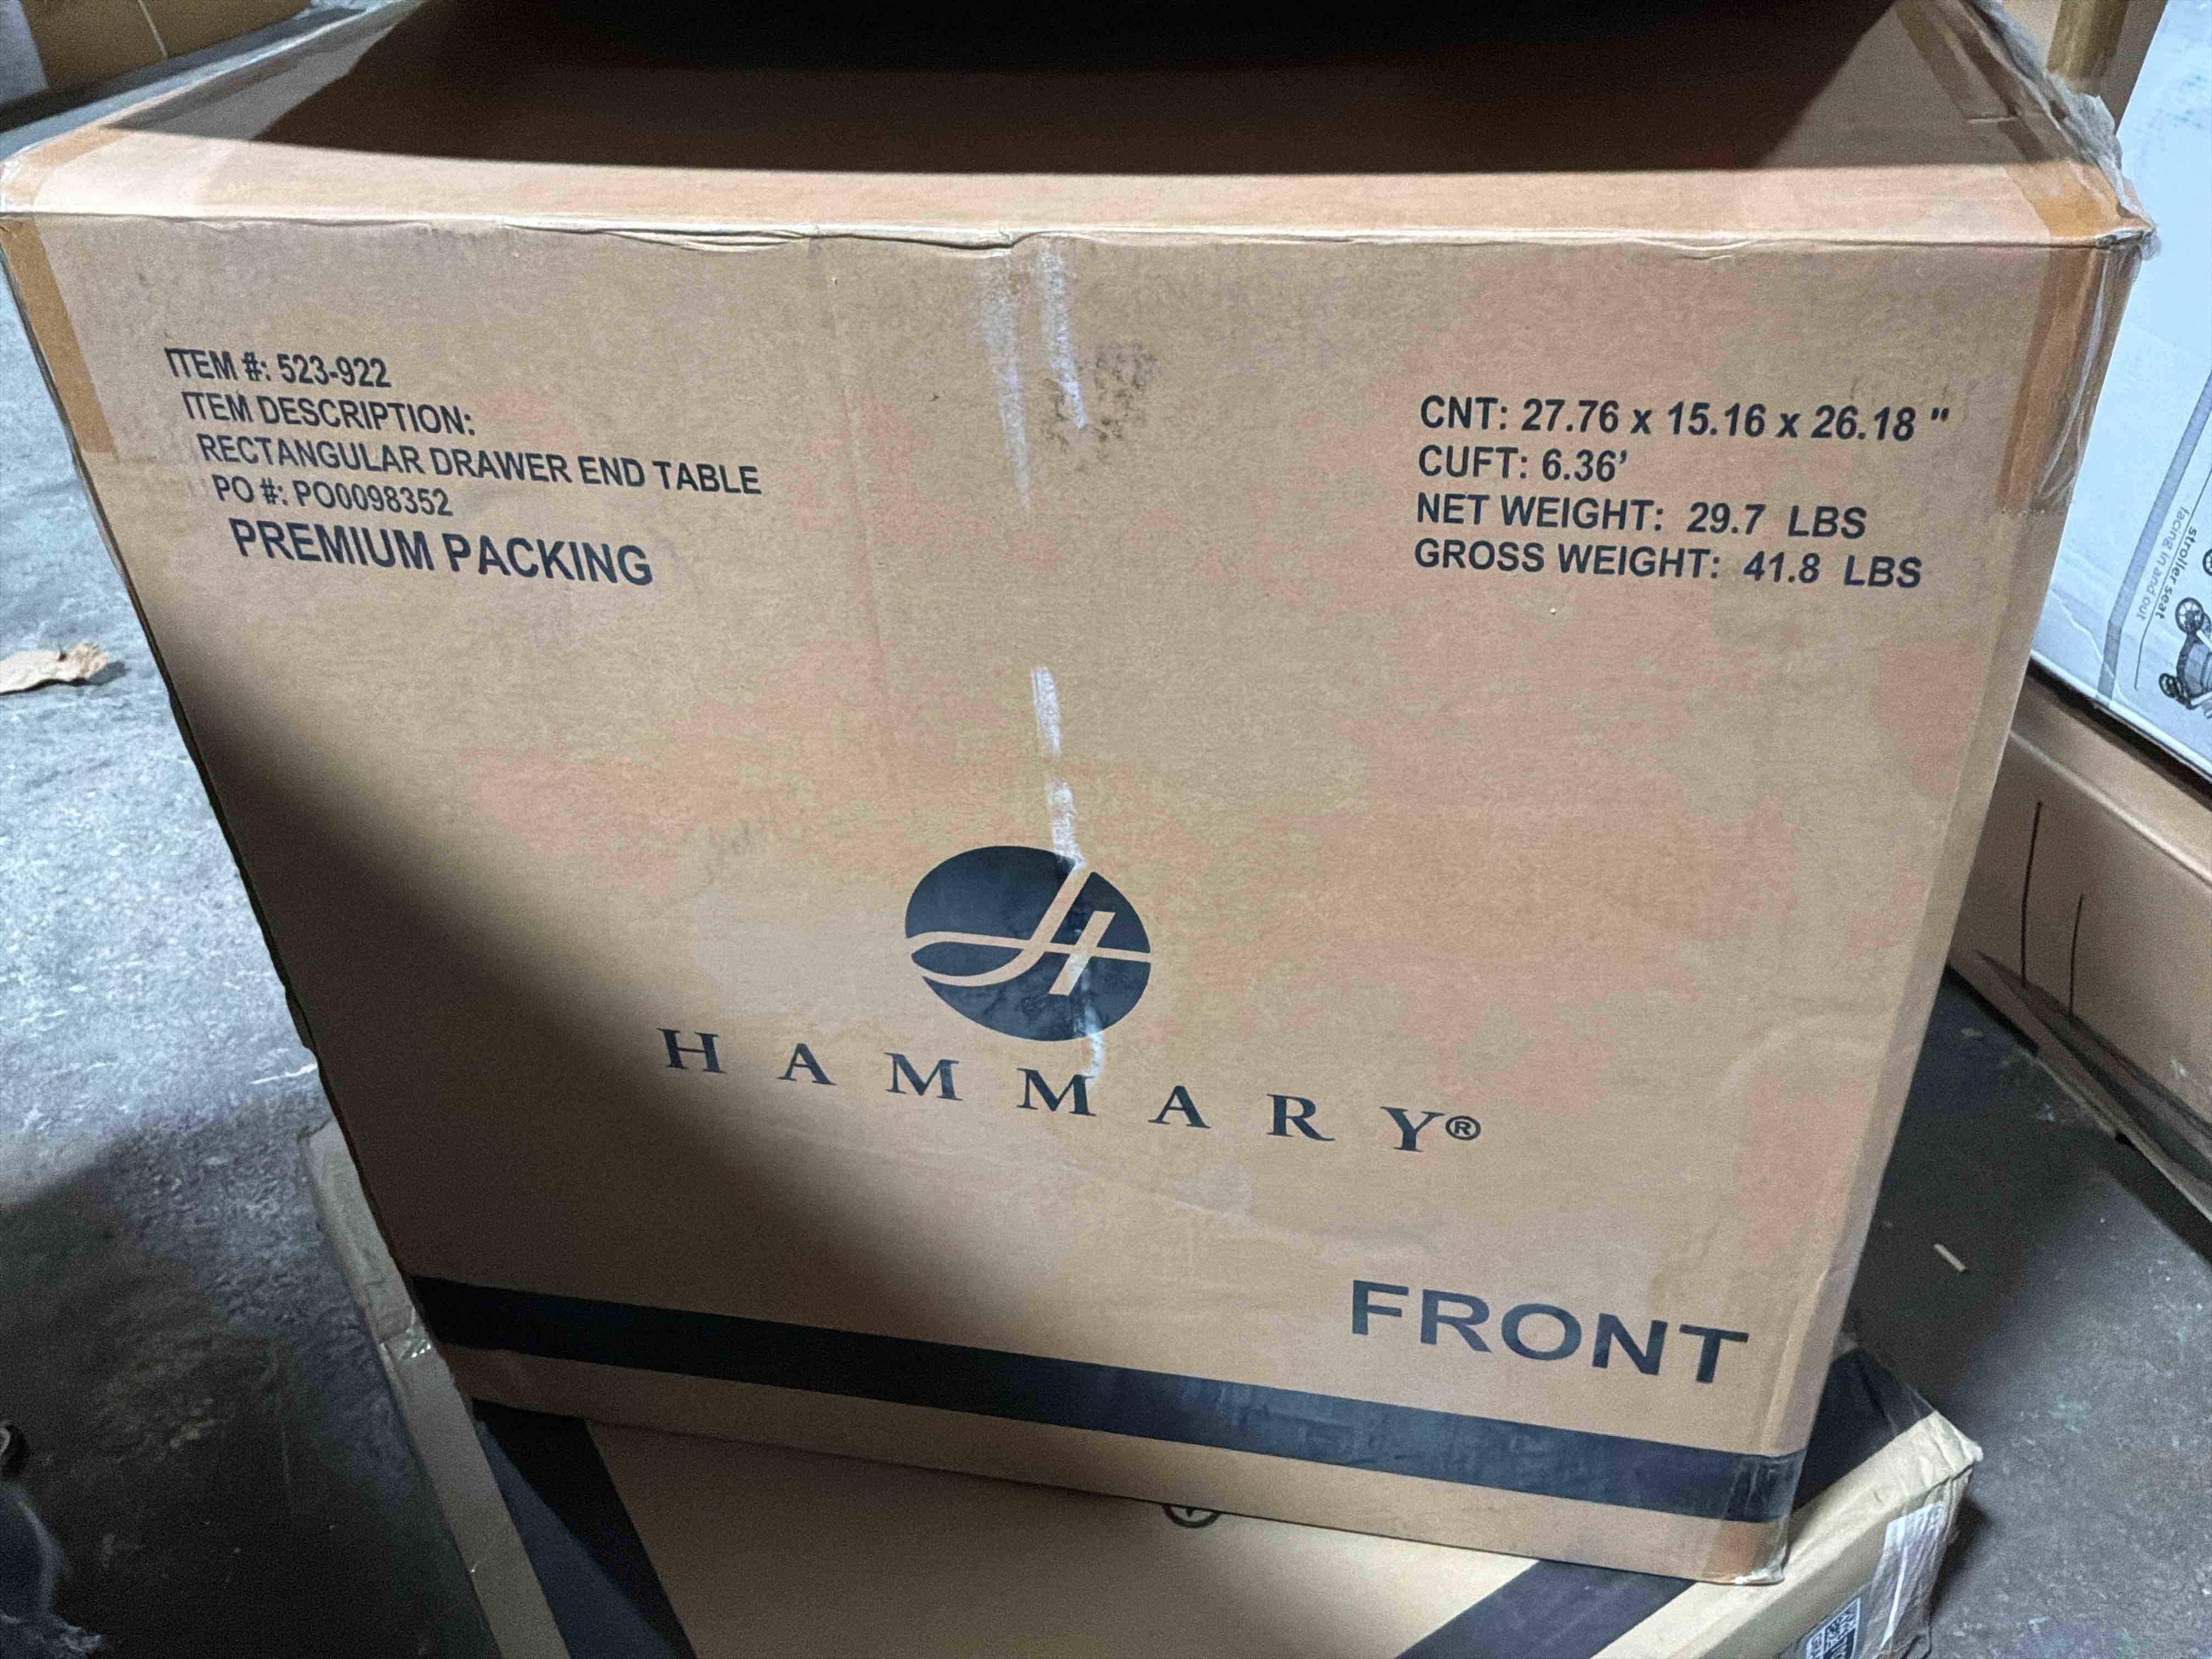 ITEM #: 523-922
ITEM DESCRIPTION:
RECTANGULAR DRAWER END TABLE
PO #: PO0098352
PREMIUM PACKING
CNT: 27.76 x 15.16 x 26.18 "
CUFT: 6.36'
NET WEIGHT: 29.7 LBS
GROSS WEIGHT: 41.8 LBS
HAMMARY®
FRONT
stroller seat
facing in and out